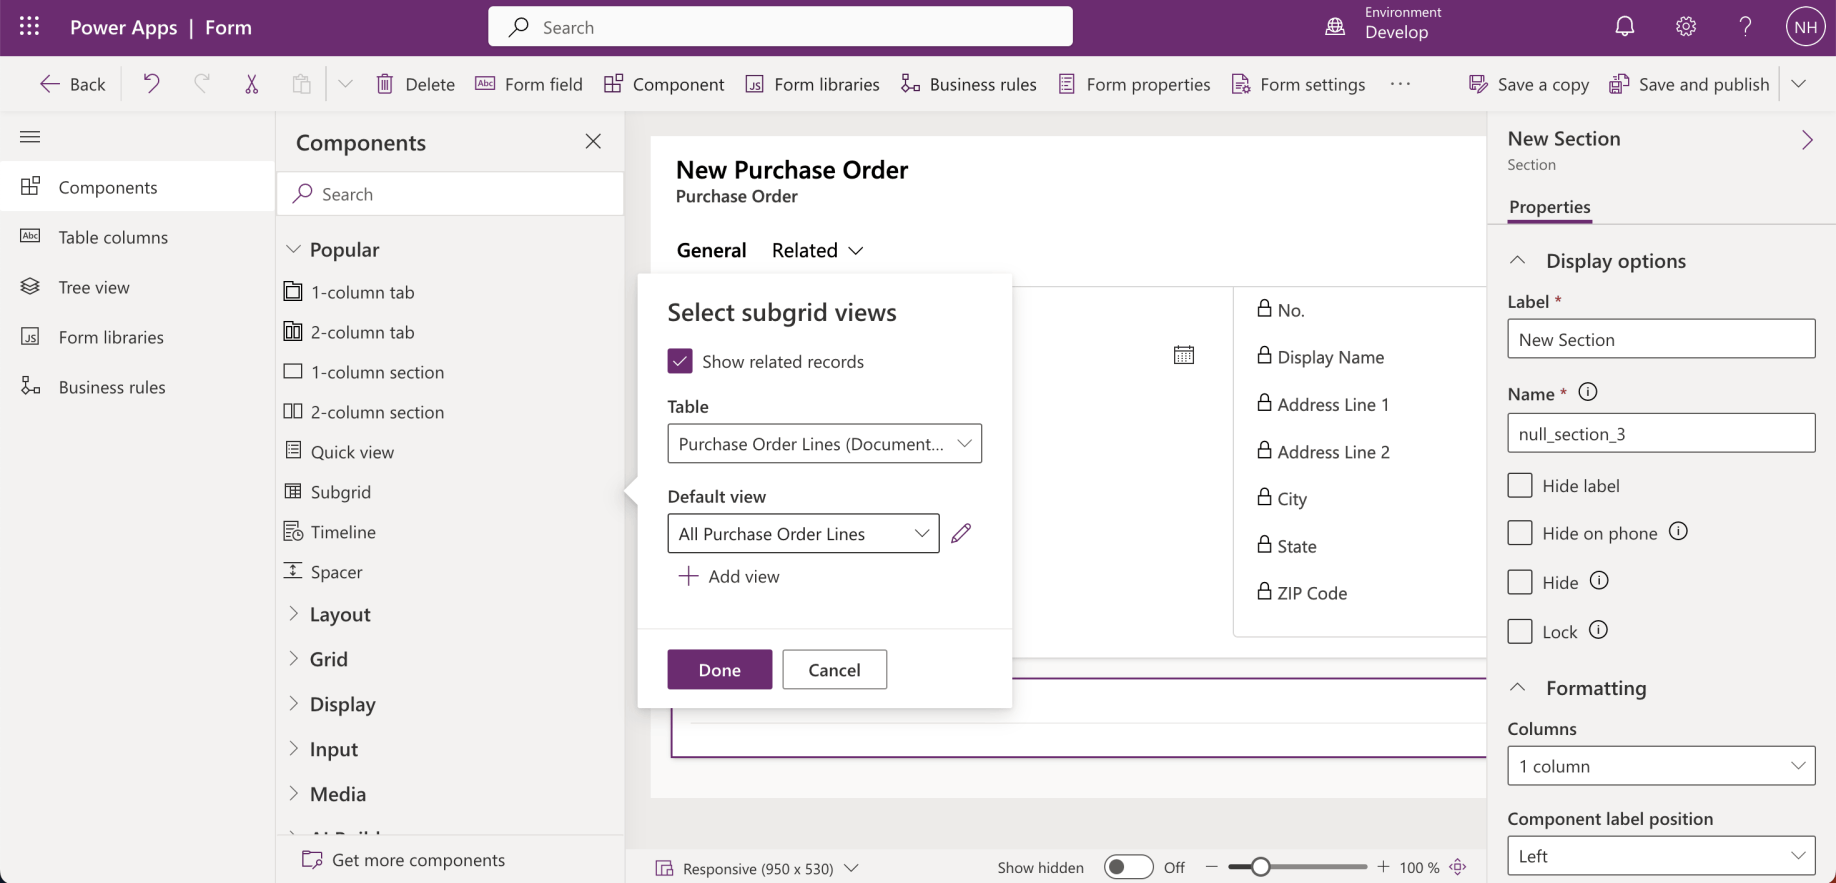 Power Apps | Form
Search
Environment
Develop
NH
Back
Delete
Abc Form field
Component
JS Form libraries
Business rules
Form properties
Form settings
...
Save a copy
Save and publish
Components
Abc Table columns
Tree view
JS Form libraries
Business rules
Components
Search
Popular
1-column tab
2-column tab
1-column section
2-column section
Quick view
Subgrid
Timeline
Spacer
Layout
Grid
Display
Input
Media
Get more components
New Purchase Order
Purchase Order
General Related
Select subgrid views
Show related records
Table
Purchase Order Lines (Document...
Default view
All Purchase Order Lines
Add view
Done Cancel
No.
Display Name
Address Line 1
Address Line 2
City
State
ZIP Code
Responsive (950 x 530)
Show hidden Off
100 %
New Section
Section
Properties
Display options
Label *
New Section
Name *
null_section_3
Hide label
Hide on phone
Hide
Lock
Formatting
Columns
1 column
Component label position
Left